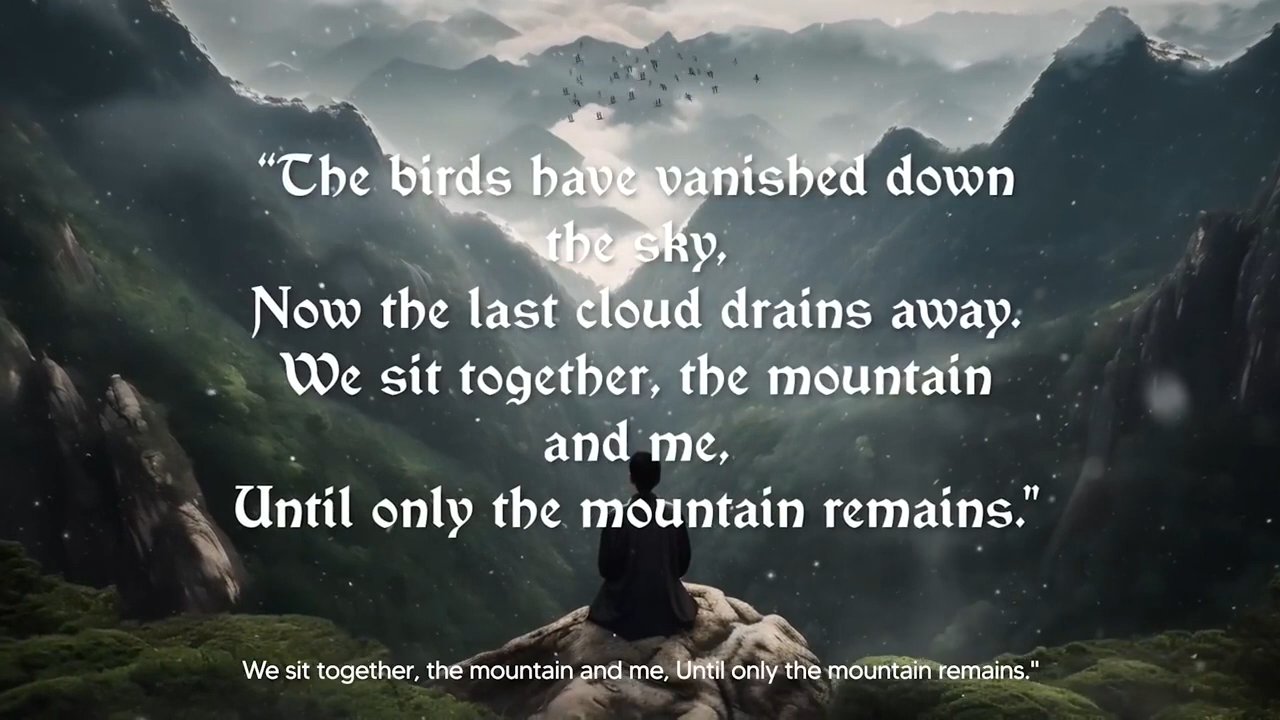 “The birds have vanished down
the sky,
Now the last cloud drains away.
We sit together, the mountain
and me,
Until only the mountain remains."
We sit together, the mountain and me, Until only the mountain remains."